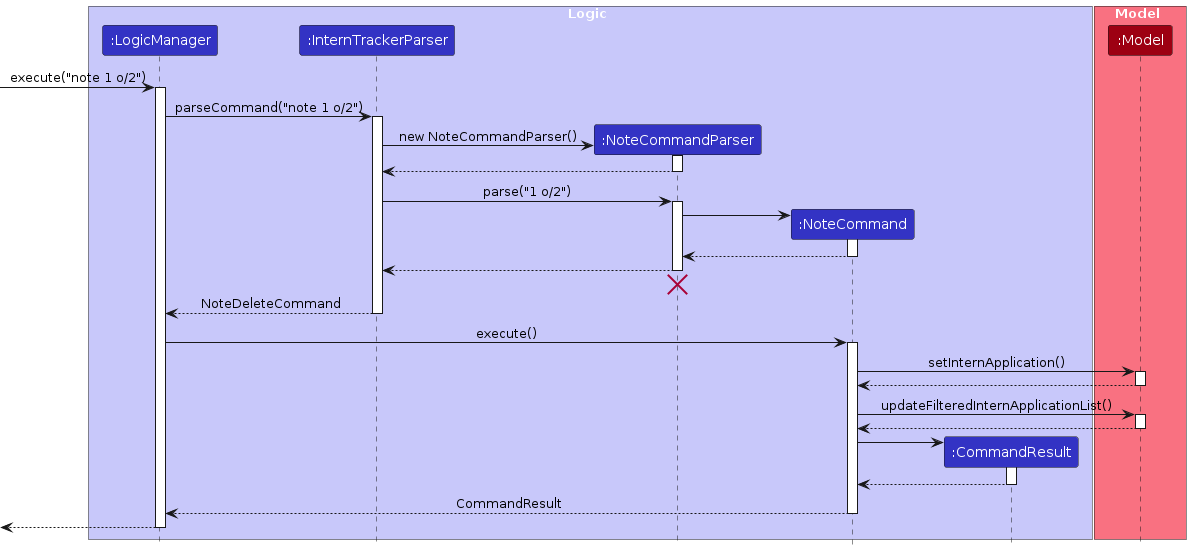 Logic
Model
:LogicManager
:InternTrackerParser
:Model
execute("note 1 o/2")
parseCommand("note 1 o/2")
new NoteCommandParser()
:NoteCommandParser
parse("1 o/2")
:NoteCommand
NoteDeleteCommand
execute()
setInternApplication()
updateFilteredInternApplicationList()
:CommandResult
CommandResult